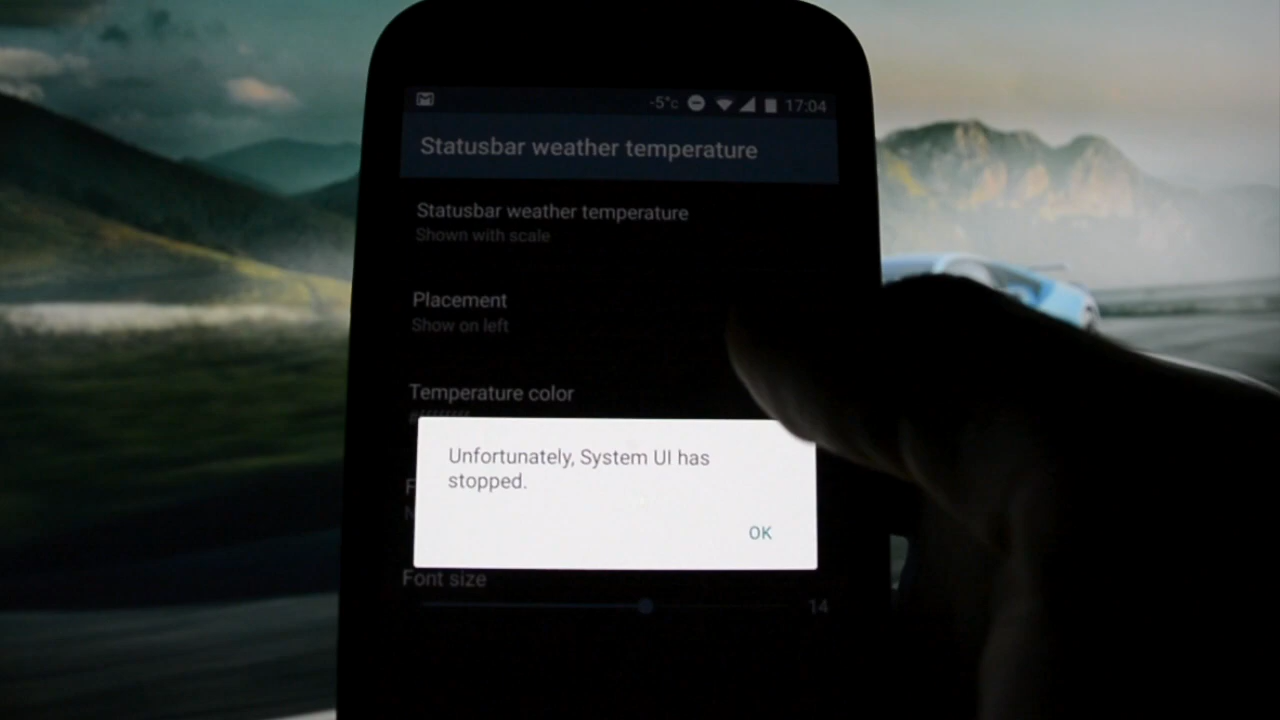 -5°c 17:04
Statusbar weather temperature
Statusbar weather temperature
Shown with scale
Placement
Show on left
Temperature color
Unfortunately, System UI has
stopped.
OK
Font size
14